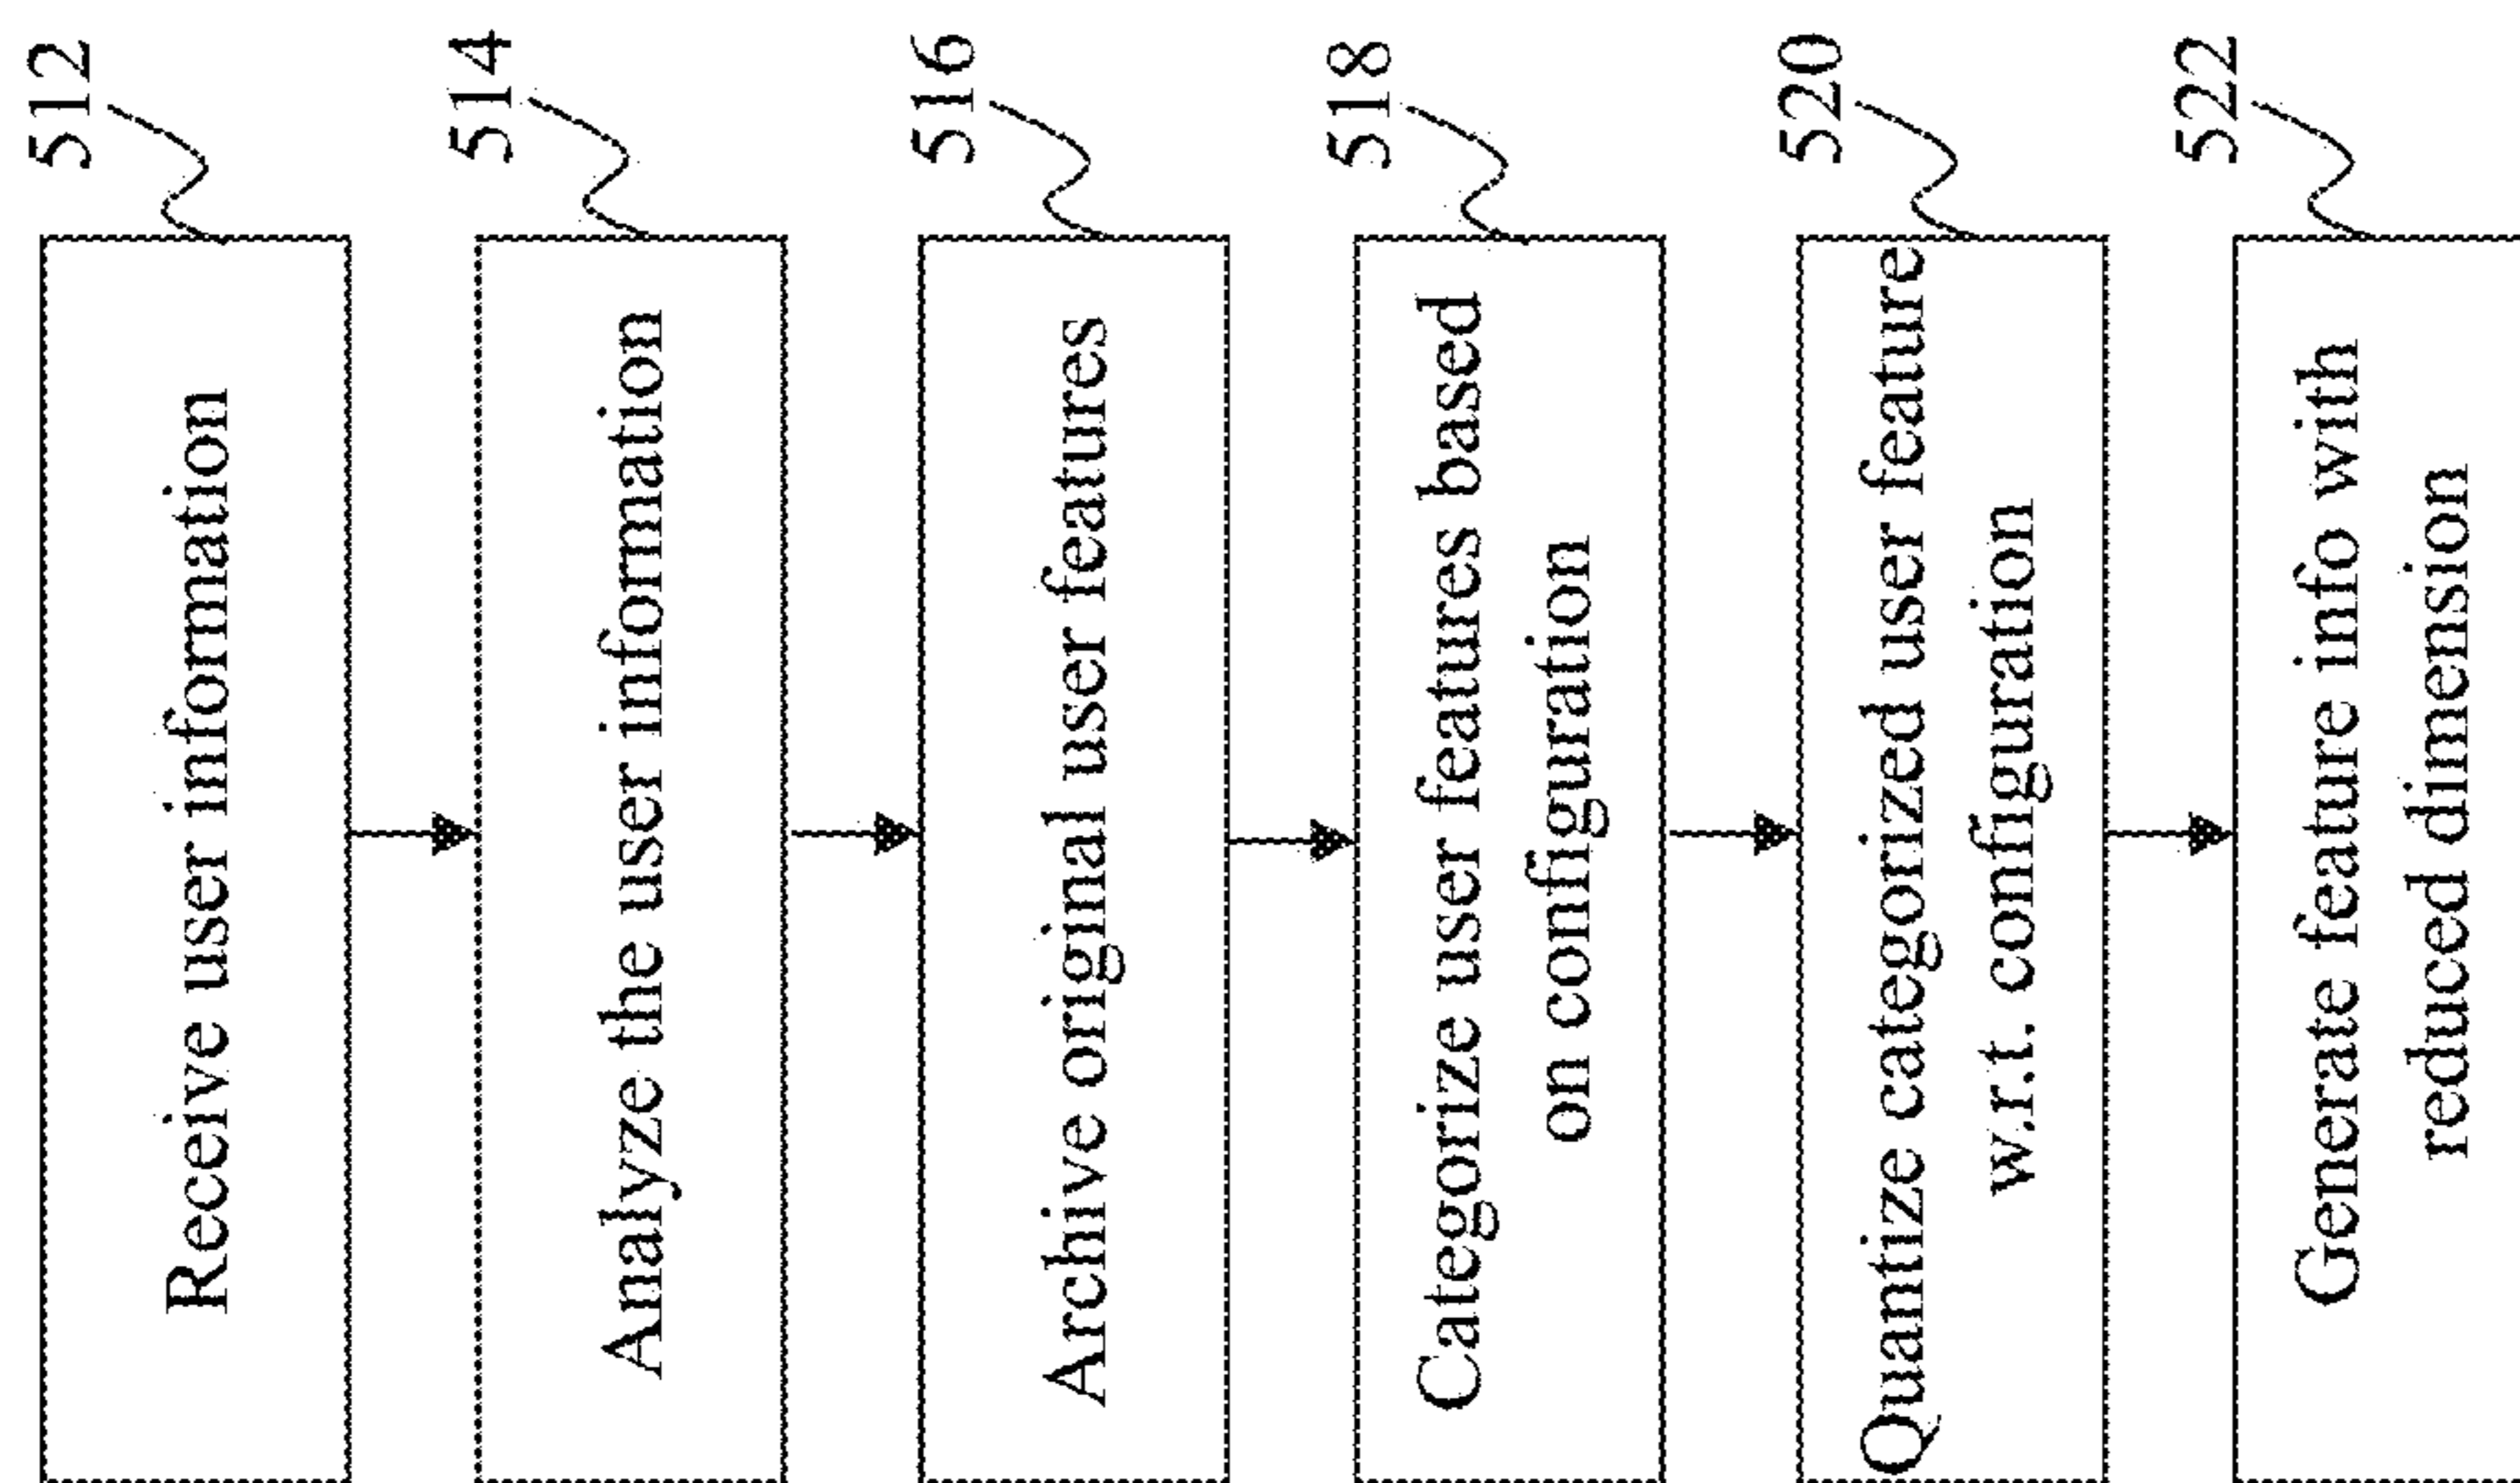 512
Receive user information
514
Analyze the user information
516
Archive original user features
518
Categorize user features based
on configuration
520
Quantize categorized user feature
w.r.t. configuration
522
Generate feature info with
reduced dimension